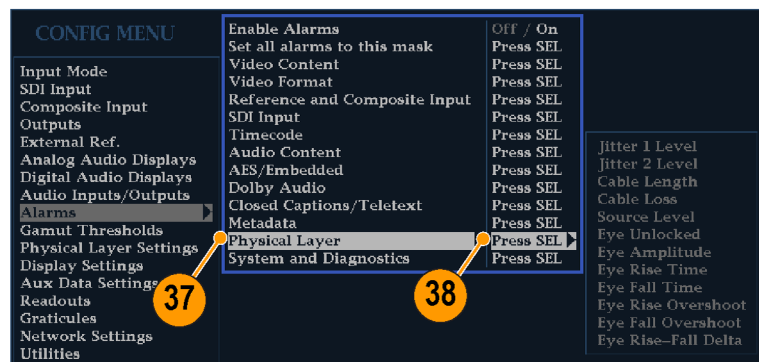 CONFIG MENU
Input Mode
SDI Input
Composite Input
Outputs
External Ref.
Analog Audio Displays
Digital Audio Displays
Audio Inputs/Outputs
Alarms
Gamut Thresholds
Physical Layer Settings
Display Settings
Aux Data Settings
Readouts
Graticules
Network Settings
Utilities
37
Enable Alarms Off / On
Set all alarms to this mask Press SEL
Video Content Press SEL
Video Format Press SEL
Reference and Composite Input Press SEL
SDI Input Press SEL
Timecode Press SEL
Audio Content Press SEL
AES/Embedded Press SEL
Dolby Audio Press SEL
Closed Captions/Teletext Press SEL
Metadata Press SEL
Physical Layer Press SEL
System and Diagnostics Press SEL
38
Jitter 1 Level
Jitter 2 Level
Cable Length
Cable Loss
Source Level
Eye Unlocked
Eye Amplitude
Eye Rise Time
Eye Fall Time
Eye Rise Overshoot
Eye Fall Overshoot
Eye Rise–Fall Delta